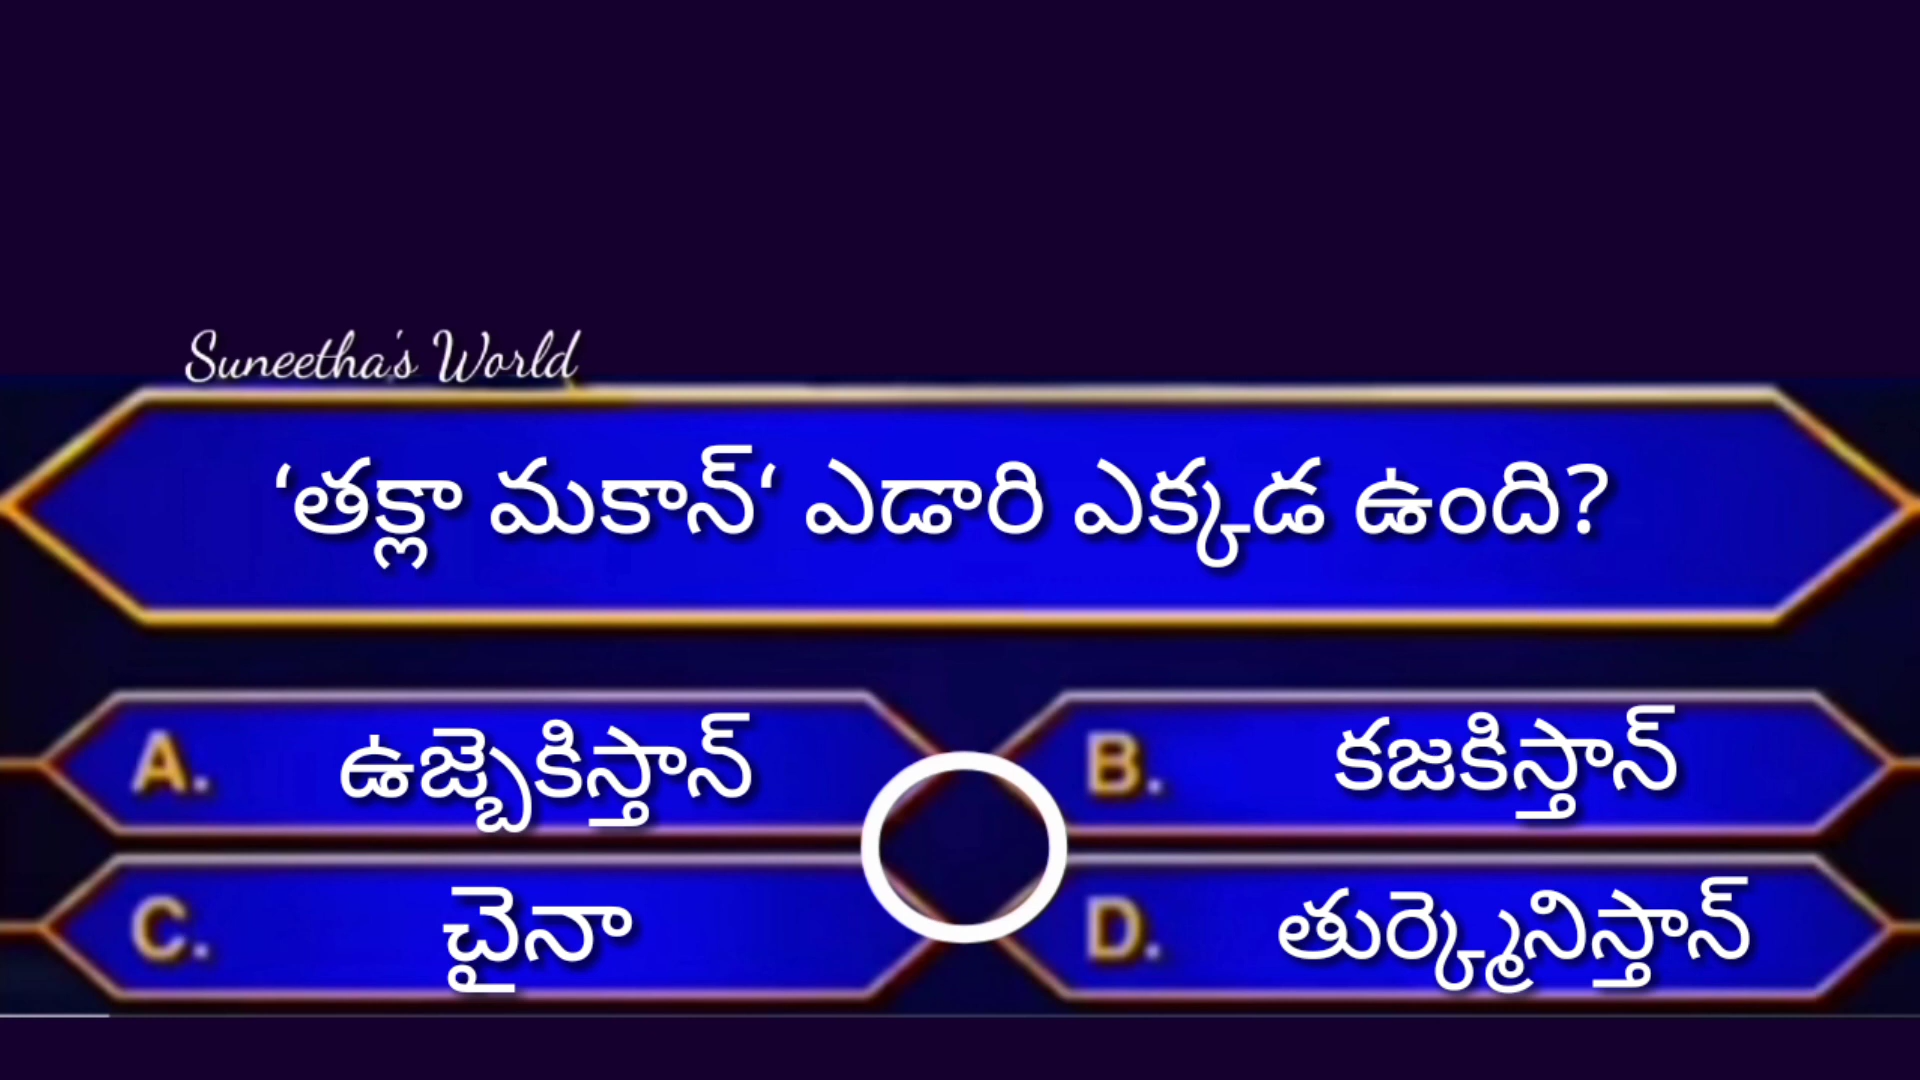 Suneetha's World
‘తక్లా మకాన్‘ ఎడారి ఎక్కడ ఉంది?
A. ఉజ్బెకిస్తాన్
B. కజకిస్తాన్
C. చైనా
D. తుర్క్మెనిస్తాన్